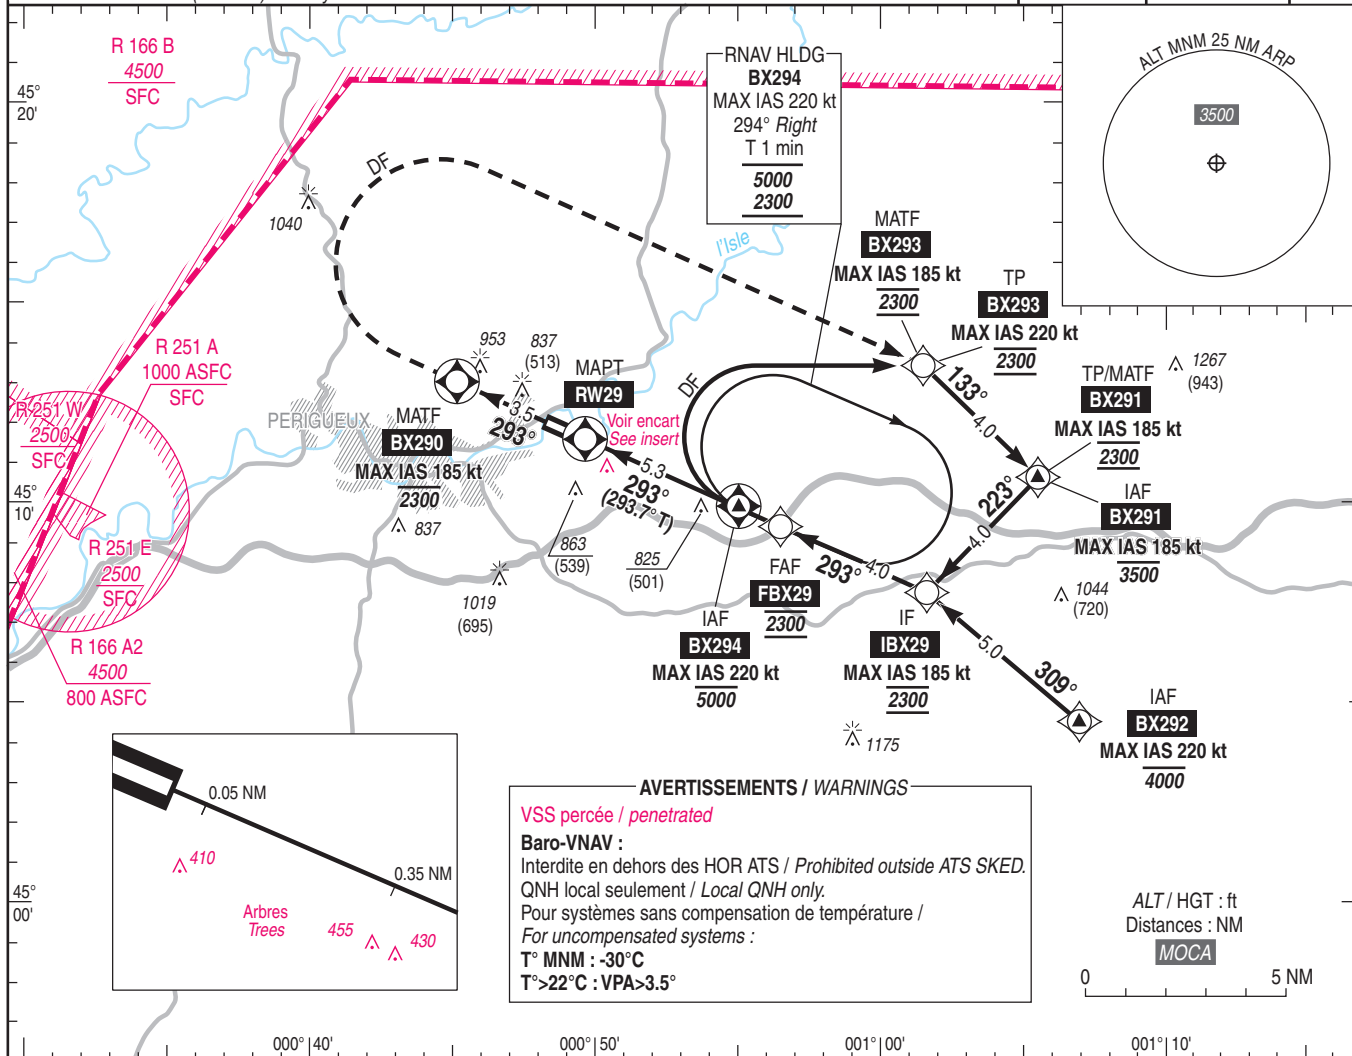 R 166 B
4500
SFC
45°
20'
RNAV HLDG
BX294
MAX IAS 220 kt
294° Right
T 1 min
5000
2300
ALT MNM 25 NM ARP
3500
DF
1040
l'Isle
MATF
BX293
MAX IAS 185 kt
2300
TP
BX293
MAX IAS 220 kt
2300
R 251 A
1000 ASFC
SFC
953
837
(513)
MAPT
RW29
DF
133°
4.0
TP/MATF
BX291
MAX IAS 185 kt
2300
1267
(943)
R 251 W
2500
SFC
PERIGUEUX
MATF
BX290
MAX IAS 185 kt
2300
3.5
293°
Voir encart
See insert
5.3
293°
(293.7° T)
223°
4.0
IAF
BX291
MAX IAS 185 kt
3500
45°
10'
837
863
(539)
825
(501)
R 251 E
2500
SFC
1019
(695)
FAF
FBX29
2300
293°
4.0
1044
(720)
IAF
BX294
MAX IAS 220 kt
5000
IF
IBX29
MAX IAS 185 kt
2300
5.0
309°
R 166 A2
4500
800 ASFC
1175
IAF
BX292
MAX IAS 220 kt
4000
0.05 NM
410
0.35 NM
Arbres
Trees
455
430
AVERTISSEMENTS / WARNINGS
VSS percée / penetrated
Baro-VNAV :
Interdite en dehors des HOR ATS / Prohibited outside ATS SKED.
QNH local seulement / Local QNH only.
Pour systèmes sans compensation de température /
For uncompensated systems :
T° MNM : -30°C
T°>22°C : VPA>3.5°
45°
00'
ALT / HGT : ft
Distances : NM
MOCA
0 5 NM
000° 40' 000° 50' 001° 00' 001° 10'